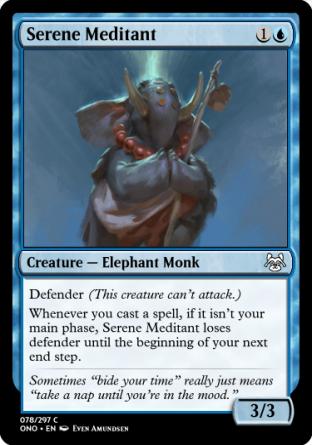 Serene Meditant 1
Creature — Elephant Monk
Defender (This creature can't attack.)
Whenever you cast a spell, if it isn't your
main phase, Serene Meditant loses
defender until the beginning of your next
end step.
Sometimes “bide your time” really just means
“take a nap until you're in the mood.”
3/3
078/297 C
ONO • EN Even Amundsen